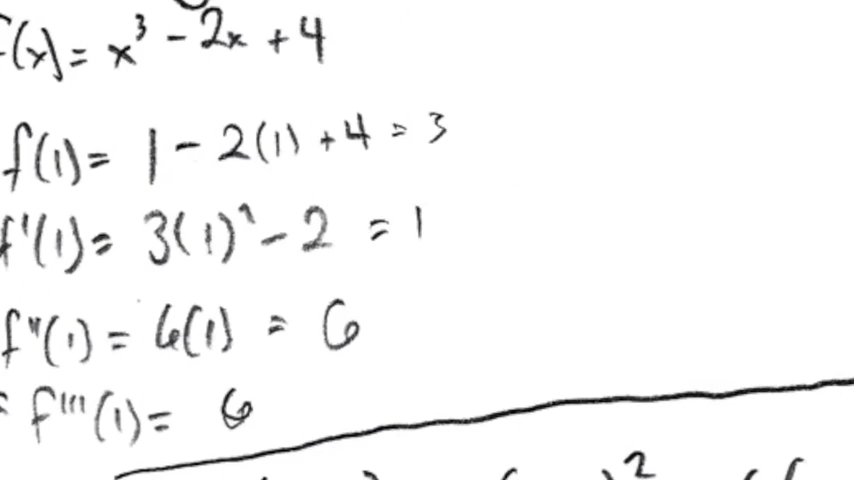 f(x) = x³ - 2x + 4
f(1) = 1 - 2(1) + 4 = 3
f'(1) = 3(1)² - 2 = 1
f''(1) = 6(1) = 6
= f'''(1) = 6